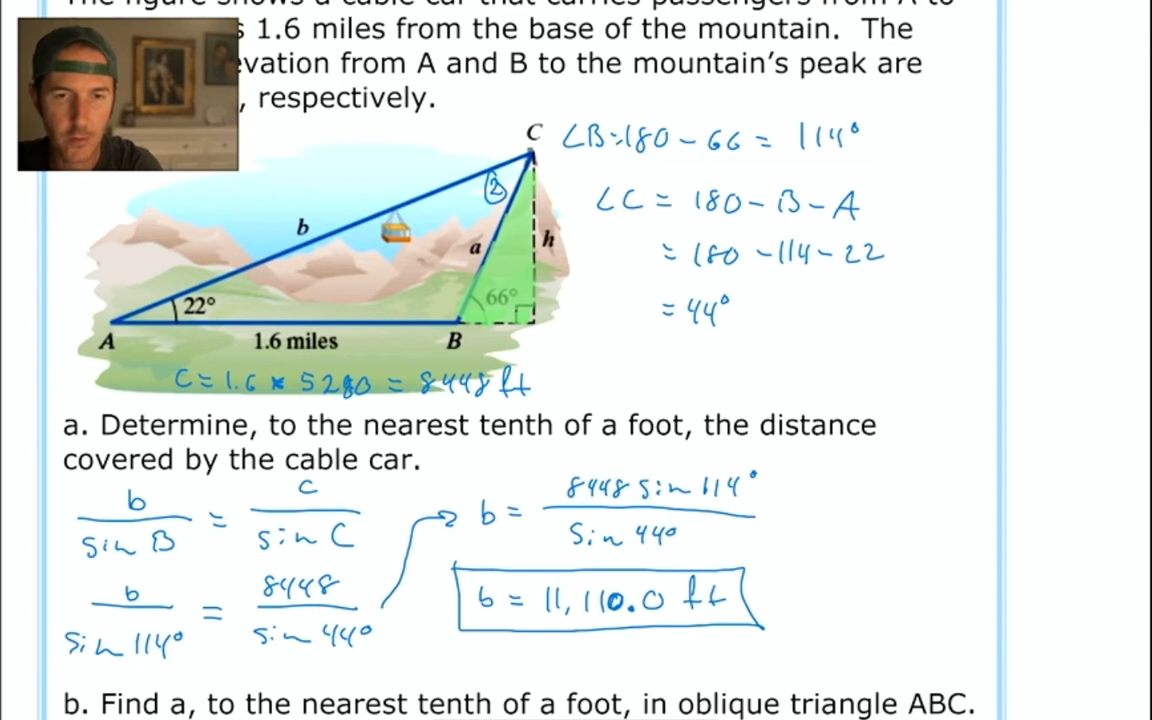 1.6 miles from the base of the mountain. The
evation from A and B to the mountain's peak are
, respectively.
C
∠B=180-66 = 114°
∠C = 180-B-A
= 180-114-22
= 44°
b
a
h
22°
66°
A
1.6 miles
B
C=1.6 * 5280 = 8448 ft
a. Determine, to the nearest tenth of a foot, the distance
covered by the cable car.
b/sin B = c/sin C
b = 8448 sin 114°/sin 44°
b/sin 114° = 8448/sin 44°
b = 11,110.0 ft
b. Find a, to the nearest tenth of a foot, in oblique triangle ABC.